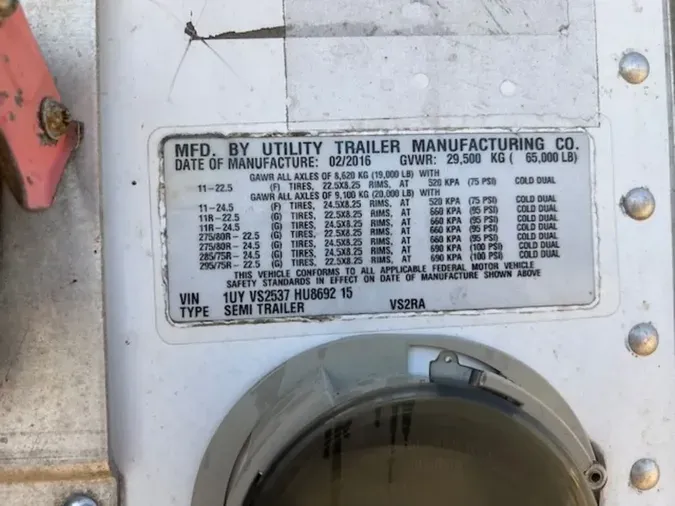 MFD. BY UTILITY TRAILER MANUFACTURING CO.
DATE OF MANUFACTURE: 02/2016 GVWR: 29,500 KG ( 65,000 LB)
GAWR ALL AXLES OF 8,620 KG (19,000 LB) WITH
11-22.5 (F) TIRES, 22.5X8.25 RIMS, AT 520 KPA (75 PSI) COLD DUAL
GAWR ALL AXLES OF 9,100 KG (20,000 LB) WITH
11-24.5 (F) TIRES, 24.5X8.25 RIMS, AT 520 KPA (75 PSI) COLD DUAL
11R-22.5 (G) TIRES, 22.5X8.25 RIMS, AT 660 KPA (95 PSI) COLD DUAL
11R-24.5 (G) TIRES, 24.5X8.25 RIMS, AT 660 KPA (95 PSI) COLD DUAL
275/80R-22.5 (G) TIRES, 22.5X8.25 RIMS, AT 660 KPA (95 PSI) COLD DUAL
275/80R-24.5 (G) TIRES, 24.5X8.25 RIMS, AT 660 KPA (95 PSI) COLD DUAL
285/75R-24.5 (G) TIRES, 24.5X8.25 RIMS, AT 690 KPA (100 PSI) COLD DUAL
295/75R-22.5 (G) TIRES, 22.5X8.25 RIMS, AT 690 KPA (100 PSI) COLD DUAL
THIS VEHICLE CONFORMS TO ALL APPLICABLE FEDERAL MOTOR VEHICLE
SAFETY STANDARDS IN EFFECT ON DATE OF MANUFACTURE SHOWN ABOVE
VIN 1UY VS2537 HU8692 15
TYPE SEMI TRAILER VS2RA